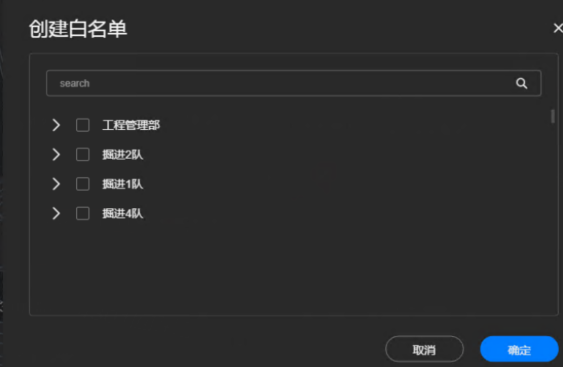 创建白名单
search
工程管理部
掘进2队
掘进1队
掘进4队
取消
确定